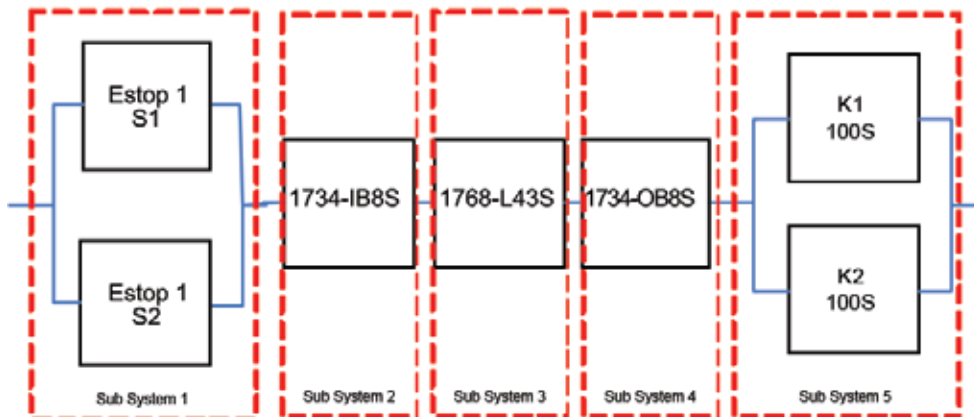 Estop 1
S1
Estop 1
S2
Sub System 1
1734-IB8S
Sub System 2
1768-L43S
Sub System 3
1734-OB8S
Sub System 4
K1
100S
K2
100S
Sub System 5